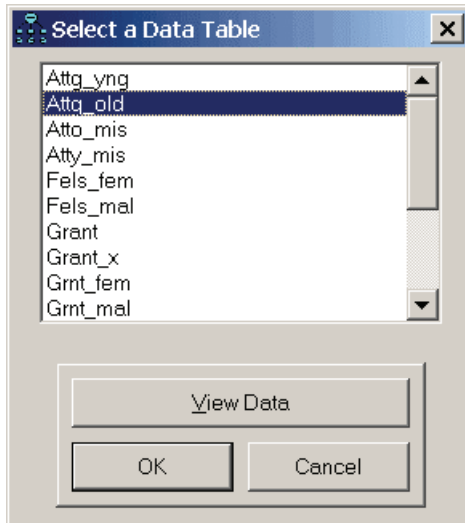 Select a Data Table
Attg_yng
Attg_old
Atto_mis
Atty_mis
Fels_fem
Fels_mal
Grant
Grant_x
Grnt_fem
Grnt_mal
View Data
OK
Cancel